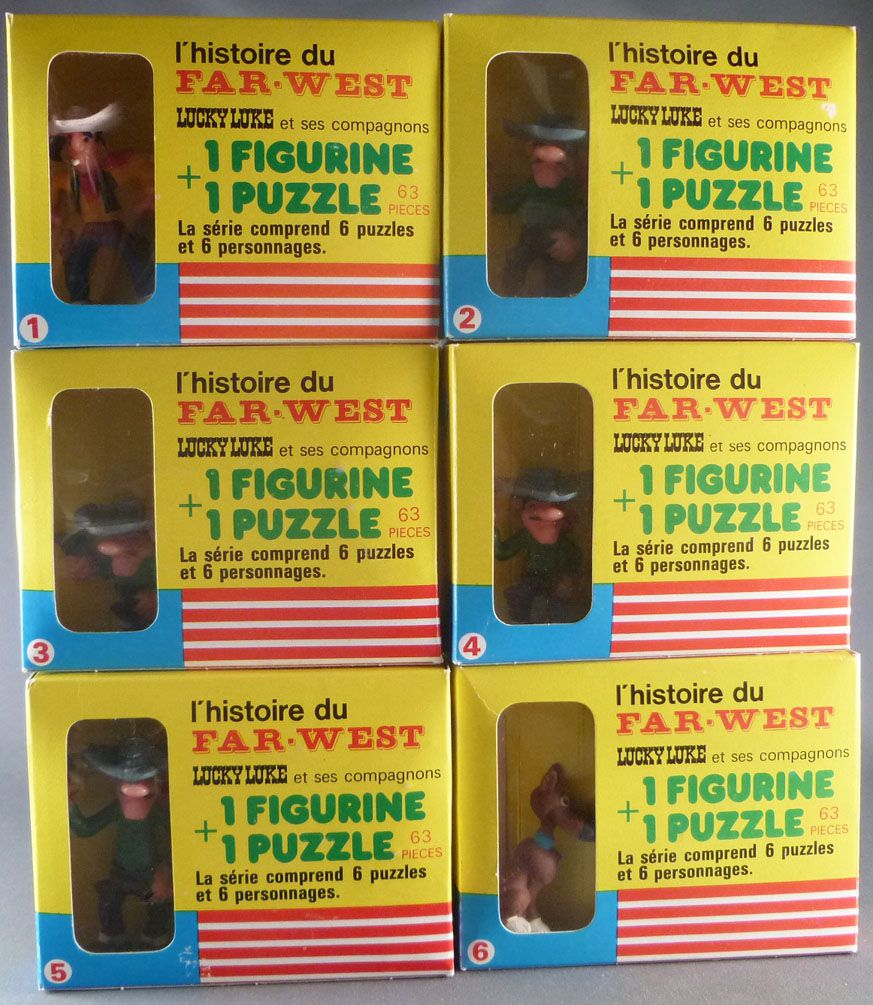 l'histoire du
FAR-WEST
LUCKY LUKE et ses compagnons
+ 1 FIGURINE
1 PUZZLE 63 PIECES
La série comprend 6 puzzles
et 6 personnages.
1
l'histoire du
FAR-WEST
LUCKY LUKE et ses compagnons
+ 1 FIGURINE
1 PUZZLE 63 PIECES
La série comprend 6 puzzles
et 6 personnages.
2
l'histoire du
FAR-WEST
LUCKY LUKE et ses compagnons
+ 1 FIGURINE
1 PUZZLE 63 PIECES
La série comprend 6 puzzles
et 6 personnages.
3
l'histoire du
FAR-WEST
LUCKY LUKE et ses compagnons
+ 1 FIGURINE
1 PUZZLE 63 PIECES
La série comprend 6 puzzles
et 6 personnages.
4
l'histoire du
FAR-WEST
LUCKY LUKE et ses compagnons
+ 1 FIGURINE
1 PUZZLE 63 PIECES
La série comprend 6 puzzles
et 6 personnages.
5
l'histoire du
FAR-WEST
LUCKY LUKE et ses compagnons
+ 1 FIGURINE
1 PUZZLE 63 PIECES
La série comprend 6 puzzles
et 6 personnages.
6